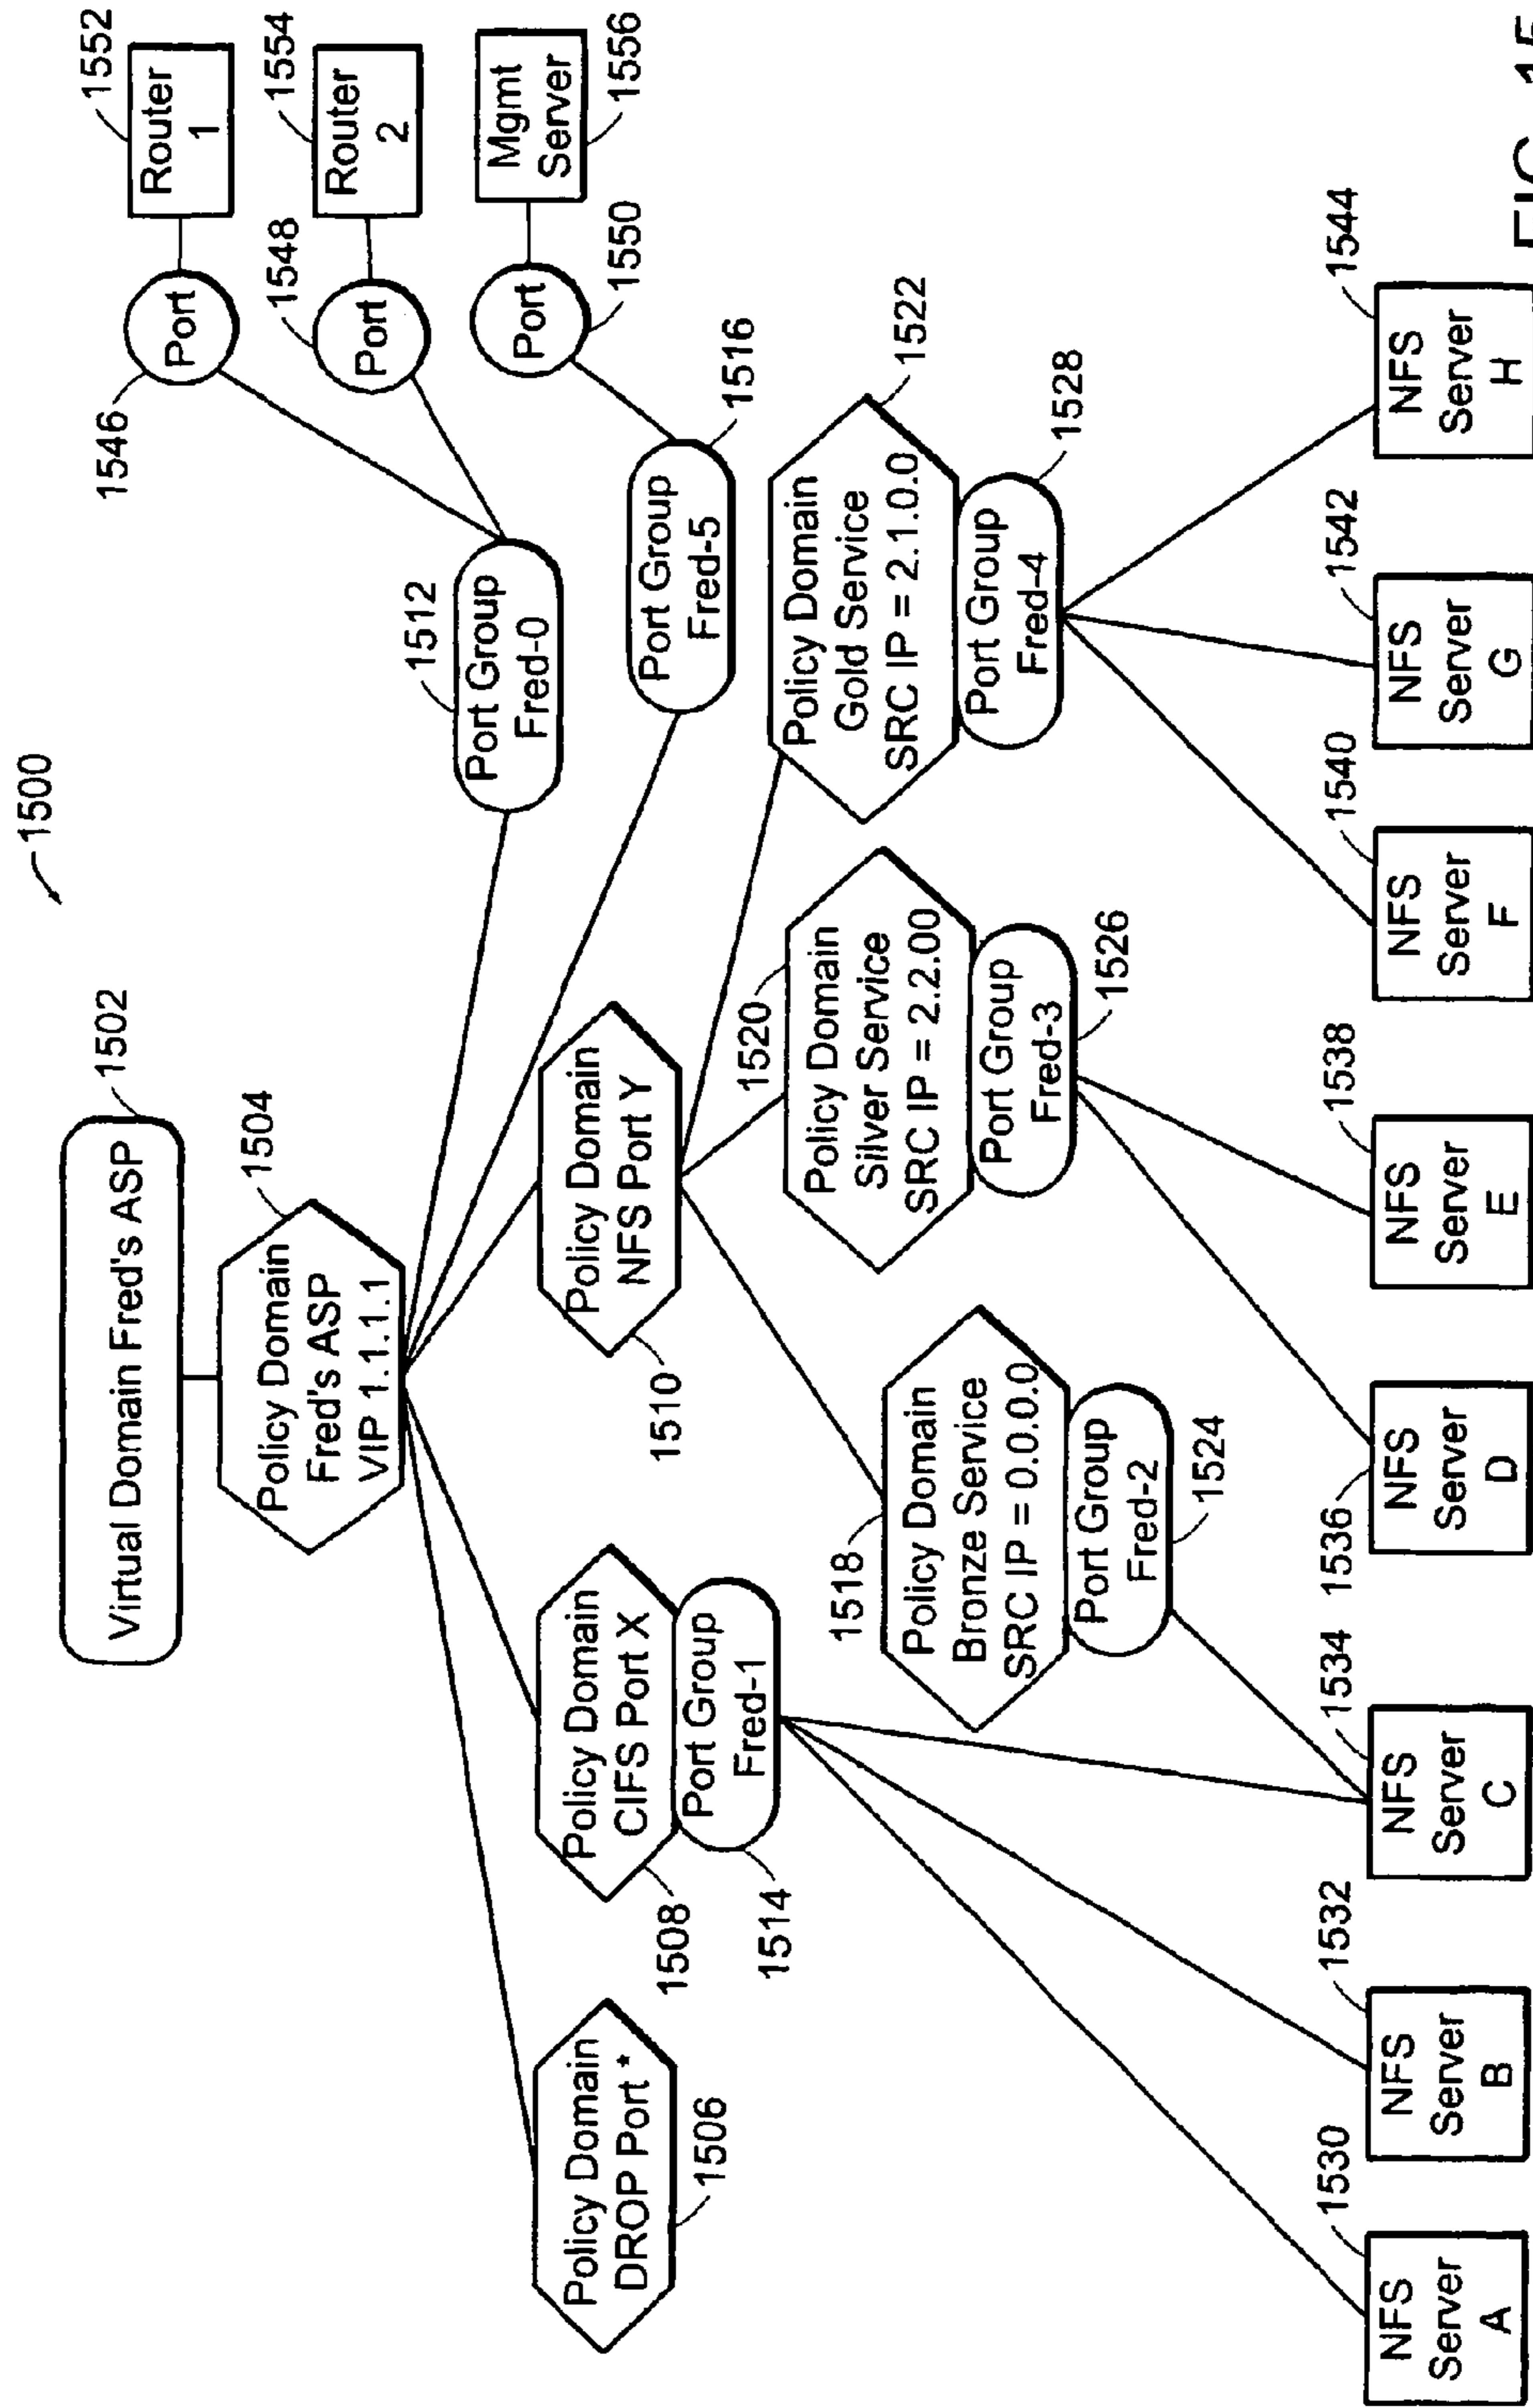 1500
Virtual Domain Fred's ASP
1502
Policy Domain
Fred's ASP
VIP 1.1.1.1
1504
Policy Domain
DROP Port *
1506
Policy Domain
CIFS Port X
1508
Port Group
Fred-1
1514
Policy Domain
NFS Port Y
1510
Port Group
Fred-0
1512
Port Group
Fred-5
1516
Port
1546
Router
1
1552
Port
1548
Router
2
1554
Port
1550
Mgmt
Server
1556
Policy Domain
Bronze Service
SRC IP = 0.0.0.0
1518
Port Group
Fred-2
1524
Policy Domain
Silver Service
SRC IP = 2.2.00
1520
Port Group
Fred-3
1526
Policy Domain
Gold Service
SRC IP = 2.1.0.0
1522
Port Group
Fred-4
1528
NFS
Server
A
1530
NFS
Server
B
1532
NFS
Server
C
1534
NFS
Server
D
1536
NFS
Server
E
1538
NFS
Server
F
1540
NFS
Server
G
1542
NFS
Server
H
1544
FIG. 15